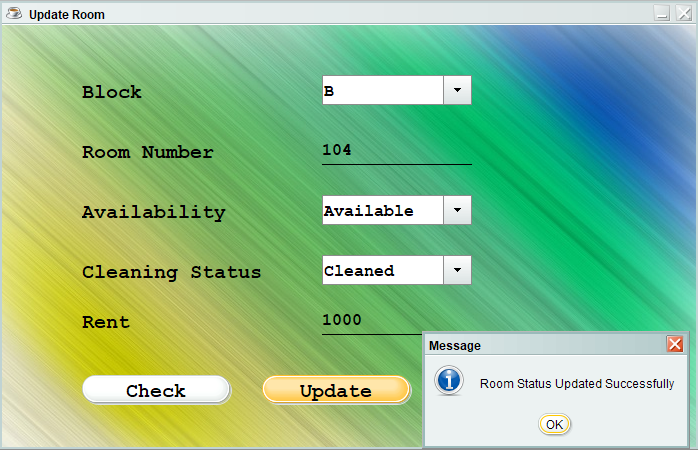 Update Room
Block B
Room Number 104
Availability Available
Cleaning Status Cleaned
Rent 1000
Check Update
Message
Room Status Updated Successfully
OK